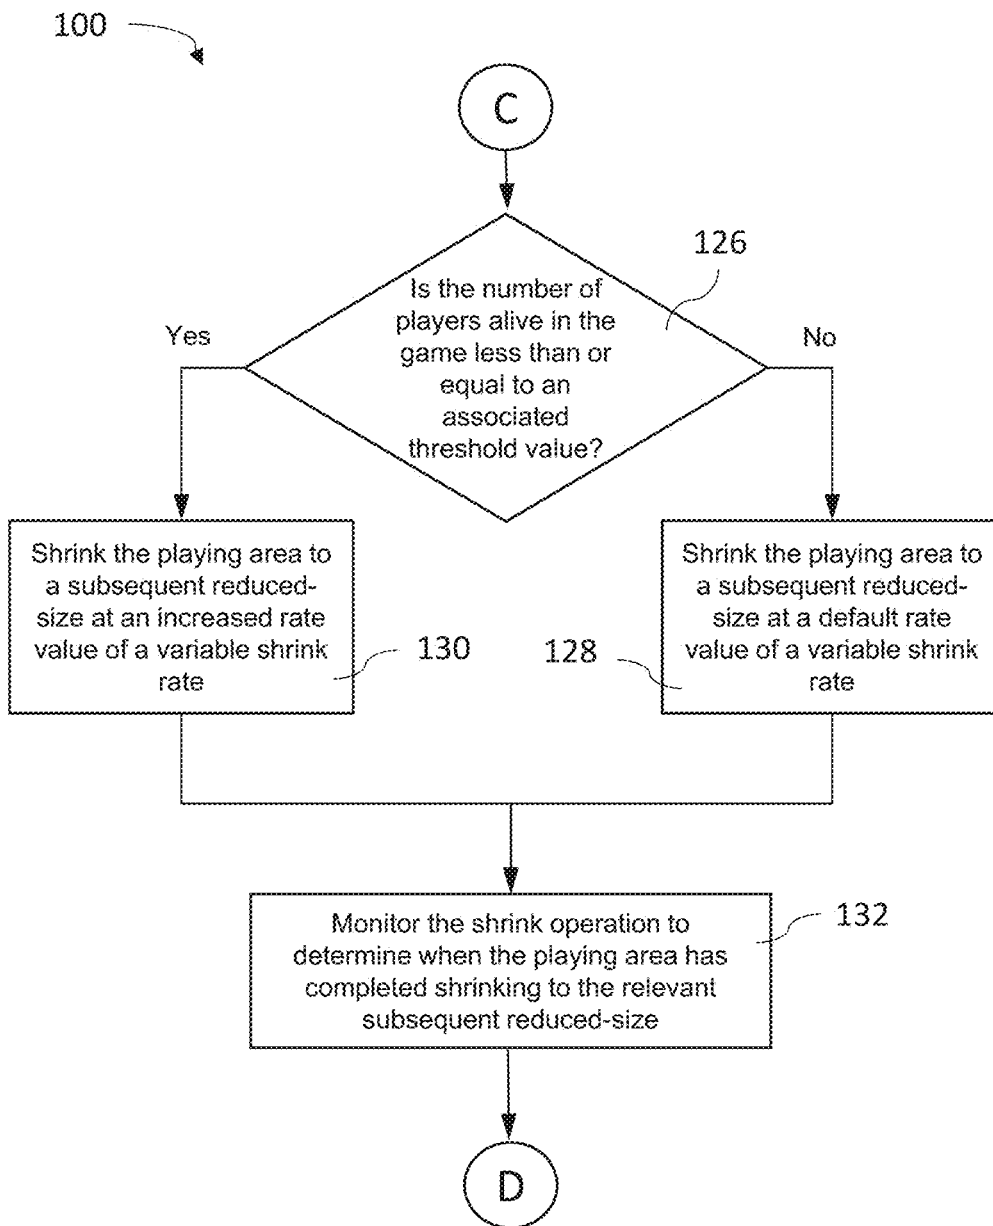 100
C
126
Is the number of
players alive in the
game less than or
equal to an
associated
threshold value?
Yes
No
Shrink the playing area to
a subsequent reduced-
size at an increased rate
value of a variable shrink
rate
130
128
Shrink the playing area to
a subsequent reduced-
size at a default rate
value of a variable shrink
rate
Monitor the shrink operation to
determine when the playing area has
completed shrinking to the relevant
subsequent reduced-size
132
D